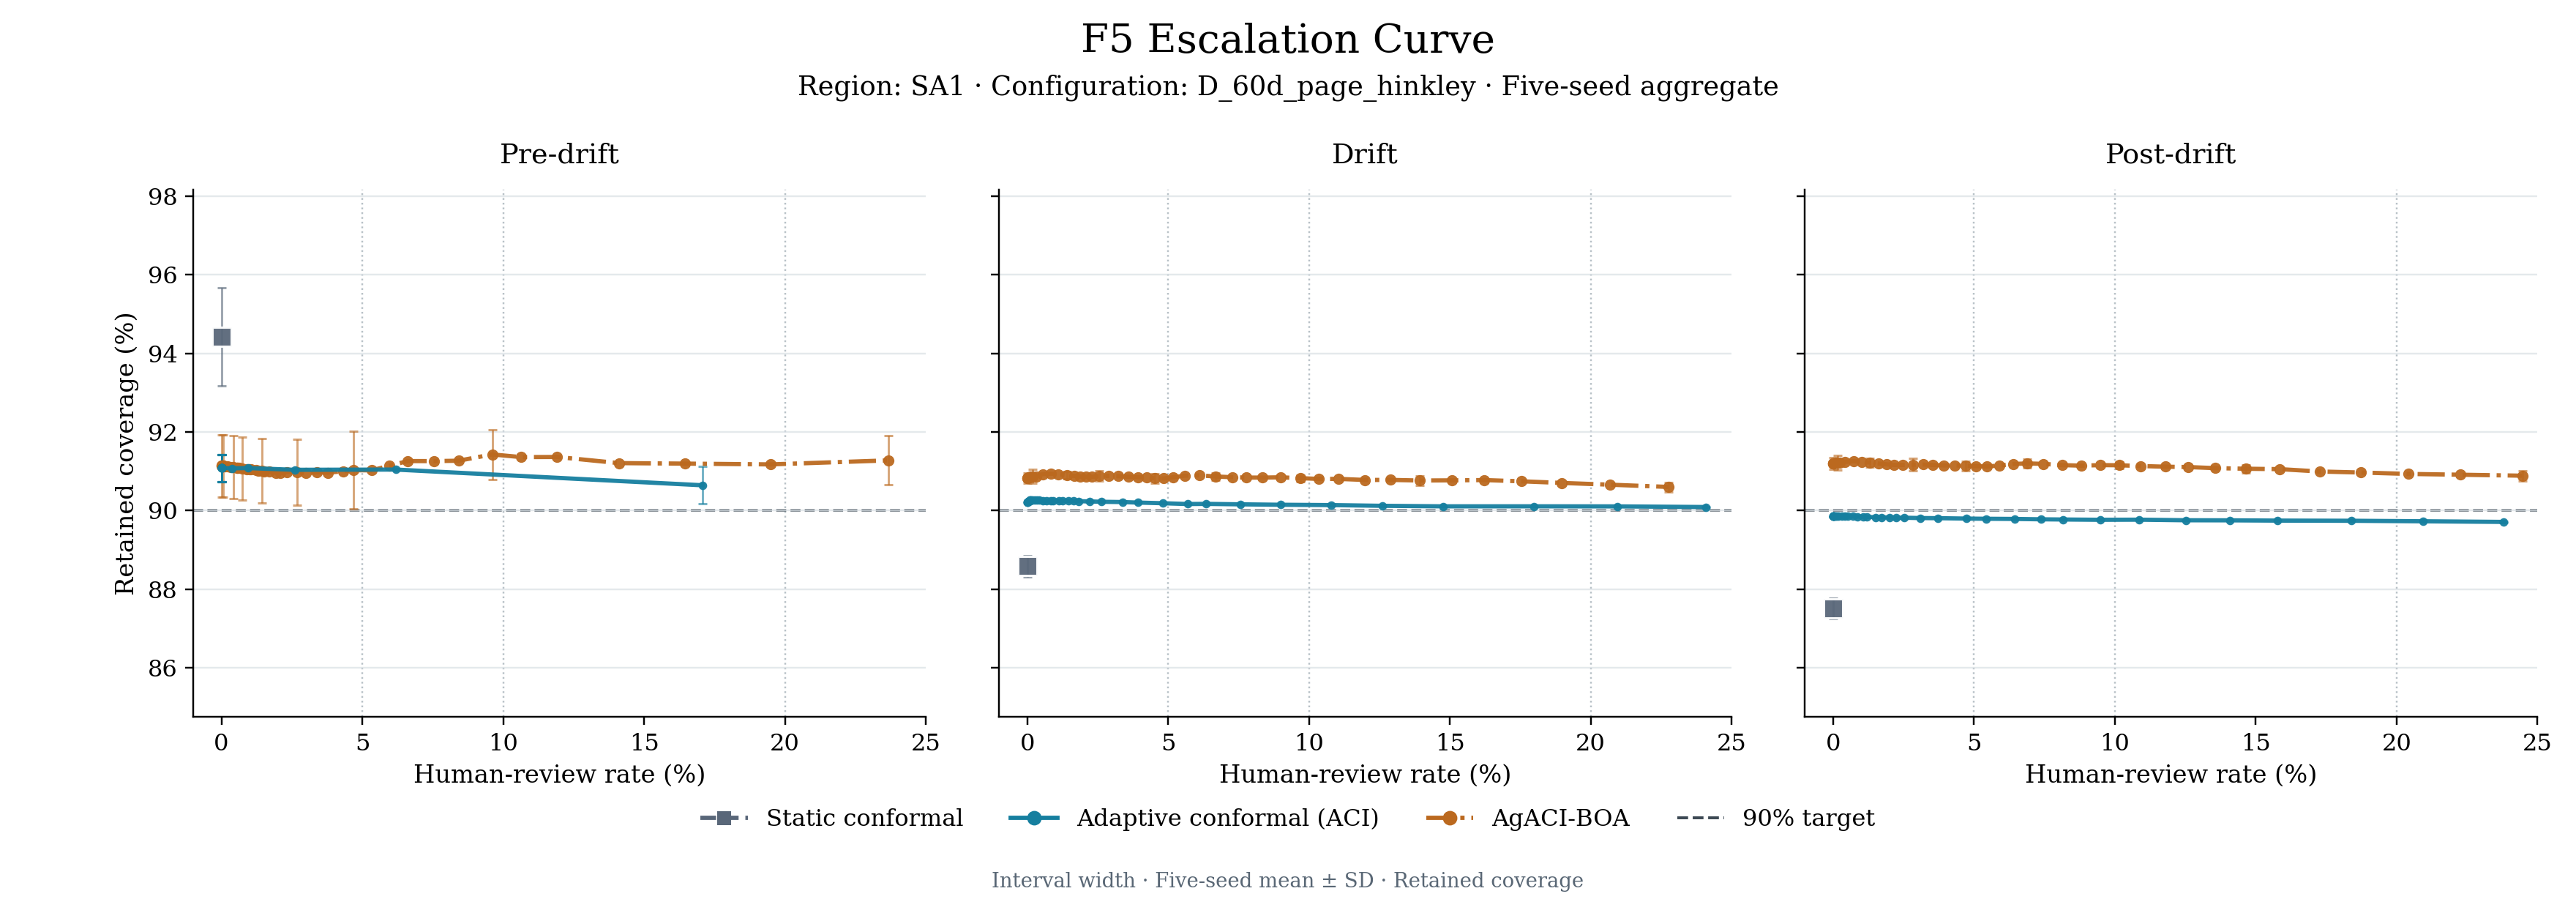 F5 Escalation Curve
Region: SA1 · Configuration: D_60d_page_hinkley · Five-seed aggregate
Pre-drift
Drift
Post-drift
Retained coverage (%)
98
96
94
92
90
88
86
0 5 10 15 20 25
0 5 10 15 20 25
0 5 10 15 20 25
Human-review rate (%)
Human-review rate (%)
Human-review rate (%)
Static conformal
Adaptive conformal (ACI)
AgACI-BOA
90% target
Interval width · Five-seed mean ± SD · Retained coverage